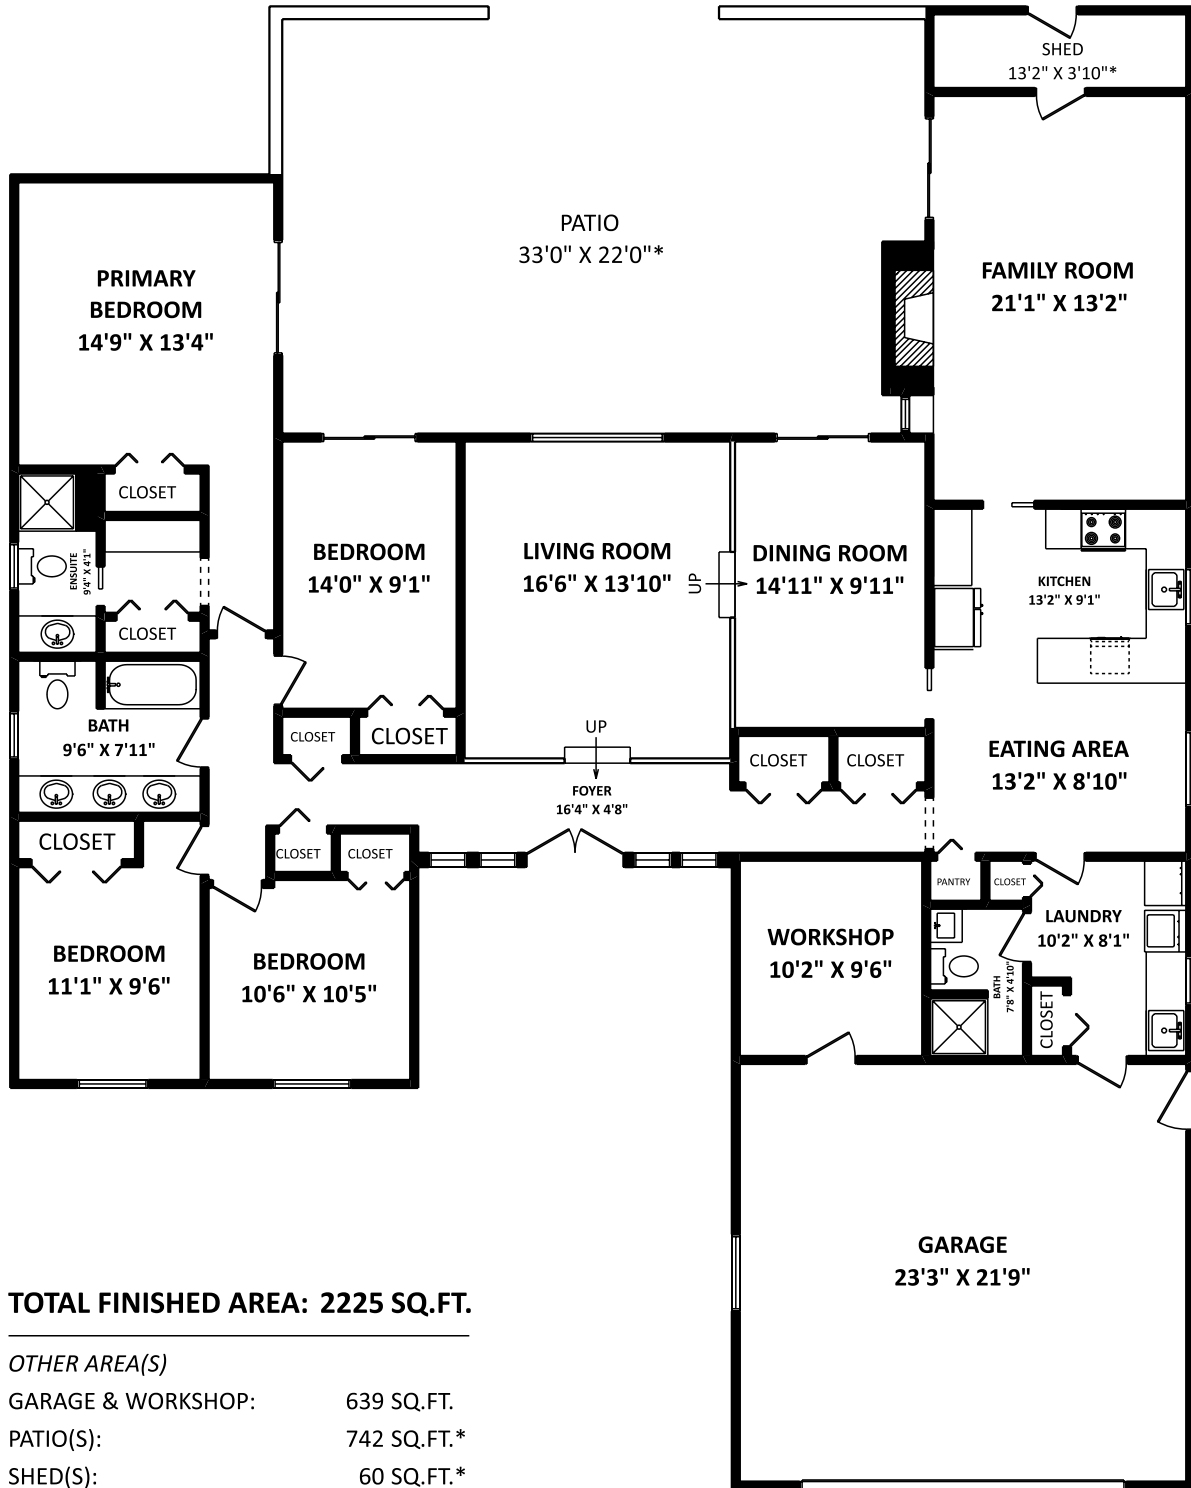 SHED
13'2" X 3'10"*
PATIO
33'0" X 22'0"*
PRIMARY
BEDROOM
14'9" X 13'4"
FAMILY ROOM
21'1" X 13'2"
CLOSET
ENSUITE
9'4" X 4'1"
CLOSET
BEDROOM
14'0" X 9'1"
LIVING ROOM
16'6" X 13'10"
UP
DINING ROOM
14'11" X 9'11"
KITCHEN
13'2" X 9'1"
BATH
9'6" X 7'11"
CLOSET
CLOSET
UP
FOYER
16'4" X 4'8"
CLOSET
CLOSET
EATING AREA
13'2" X 8'10"
CLOSET
CLOSET
CLOSET
PANTRY
CLOSET
LAUNDRY
10'2" X 8'1"
BEDROOM
11'1" X 9'6"
BEDROOM
10'6" X 10'5"
WORKSHOP
10'2" X 9'6"
BATH
7'8" X 4'10"
CLOSET
GARAGE
23'3" X 21'9"
TOTAL FINISHED AREA: 2225 SQ.FT.
OTHER AREA(S)
GARAGE & WORKSHOP: 639 SQ.FT.
PATIO(S): 742 SQ.FT.*
SHED(S): 60 SQ.FT.*